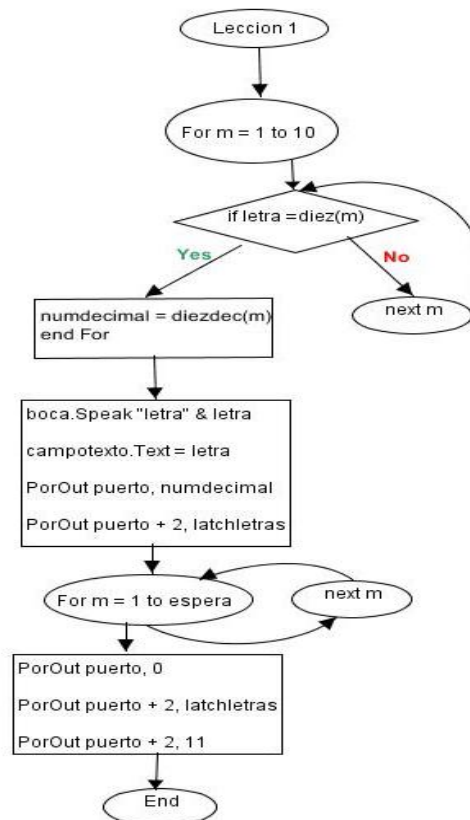 Leccion 1
For m = 1 to 10
if letra =diez(m)
Yes
No
numdecimal = diezdec(m)
end For
next m
boca.Speak "letra" & letra
campotexto.Text = letra
PorOut puerto, numdecimal
PorOut puerto + 2, latchletras
For m = 1 to espera
next m
PorOut puerto, 0
PorOut puerto + 2, latchletras
PorOut puerto + 2, 11
End